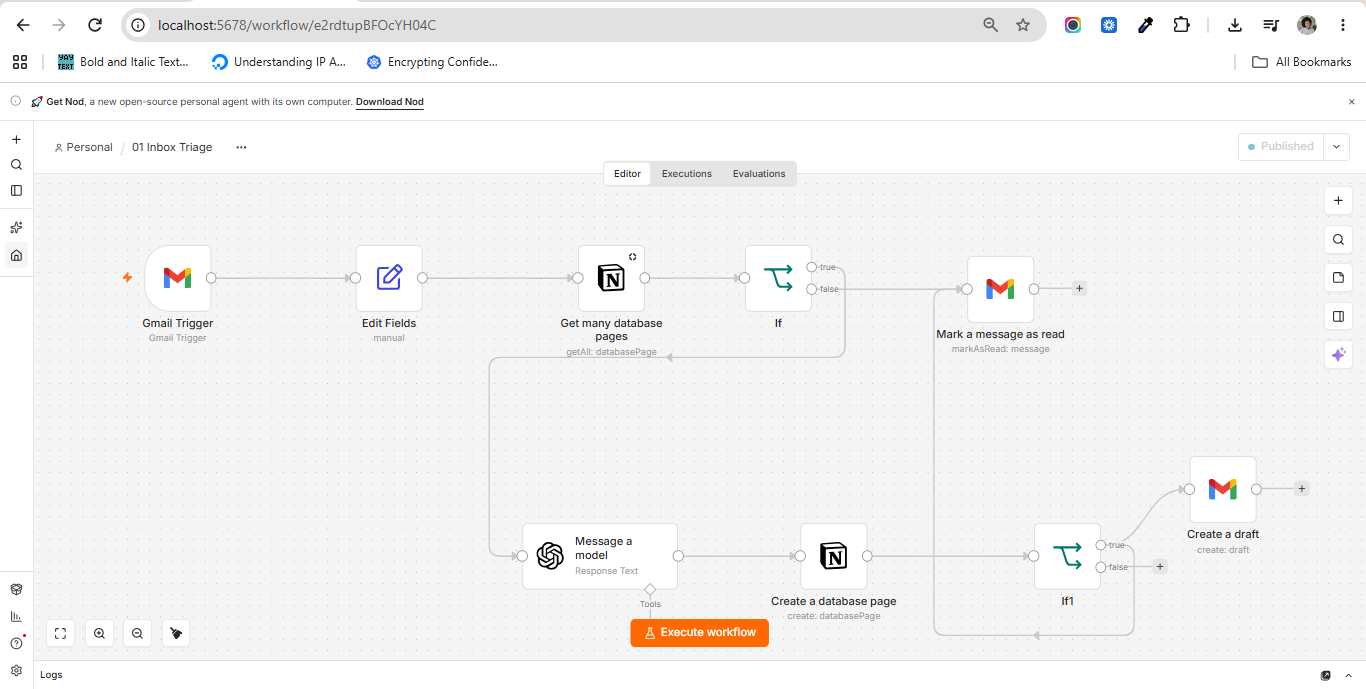 localhost:5678/workflow/e2rdtupBFOcYH04C
YAY TEXT
Bold and Italic Text...
Understanding IP A...
Encrypting Confide...
All Bookmarks
Get Nod, a new open-source personal agent with its own computer. Download Nod
Personal / 01 Inbox Triage
Published
Editor
Executions
Evaluations
Gmail Trigger
Gmail Trigger
Edit Fields
manual
Get many database
pages
getAll: databasePage
If
true
false
Mark a message as read
markAsRead: message
Message a
model
Response Text
Tools
Create a database page
create: databasePage
If1
true
false
Create a draft
create: draft
Execute workflow
Logs